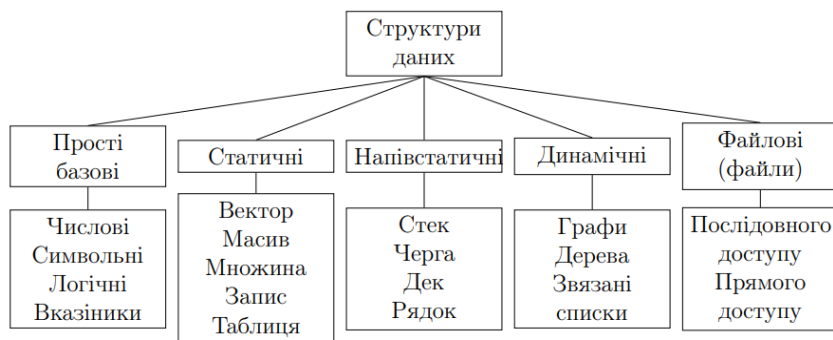 Структури
даних
Прості
базові
Статичні
Напівстатичні
Динамічні
Файлові
(файли)
Числові
Символьні
Логічні
Вказіники
Вектор
Масив
Множина
Запис
Таблиця
Стек
Черга
Дек
Рядок
Графи
Дерева
Звязані
списки
Послідовного
доступу
Прямого
доступу